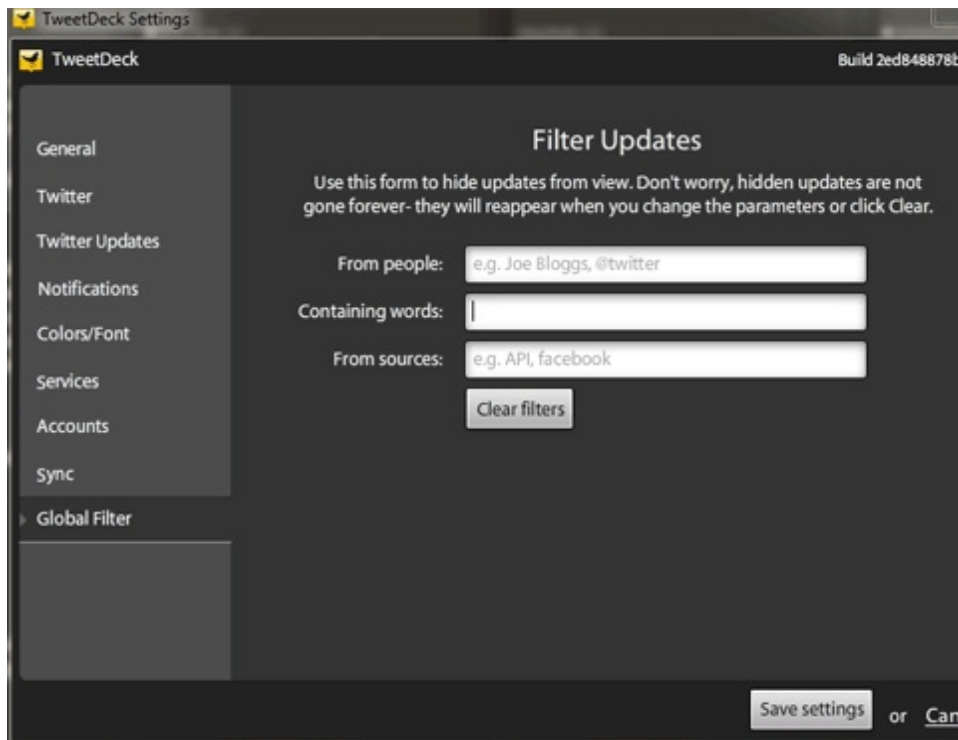 TweetDeck Settings
TweetDeck
Build 2ed848878b
General
Twitter
Twitter Updates
Notifications
Colors/Font
Services
Accounts
Sync
Global Filter
Filter Updates
Use this form to hide updates from view. Don't worry, hidden updates are not
gone forever- they will reappear when you change the parameters or click Clear.
From people: e.g. Joe Bloggs, @twitter
Containing words:
From sources: e.g. API, facebook
Clear filters
Save settings or Can